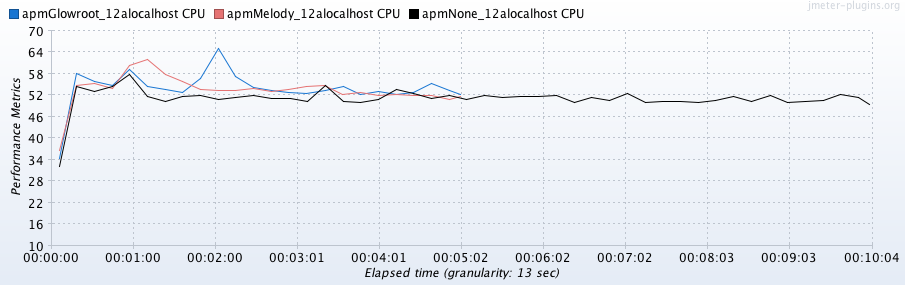 jmeter-plugins.org
apmGlowroot_12alocalhost CPU apmMelody_12alocalhost CPU apmNone_12alocalhost CPU
70
64
58
52
46
40
34
28
22
16
10
Performance Metrics
00:00:00 00:01:00 00:02:00 00:03:01 00:04:01 00:05:02 00:06:02 00:07:02 00:08:03 00:09:03 00:10:04
Elapsed time (granularity: 13 sec)